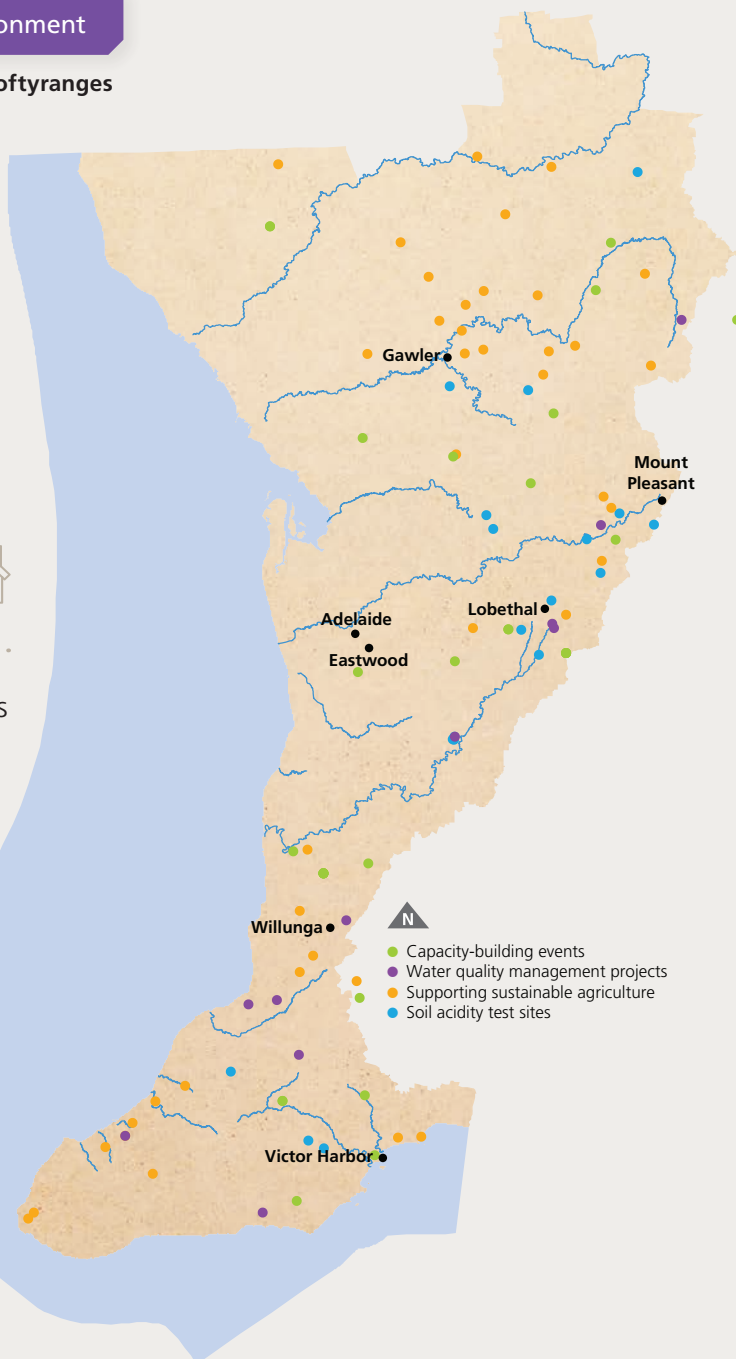 onment
oftyranges
Gawler
Mount
Pleasant
Lobethal
Adelaide
Eastwood
S
Willunga
N
Capacity-building events
Water quality management projects
Supporting sustainable agriculture
Soil acidity test sites
Victor Harbor